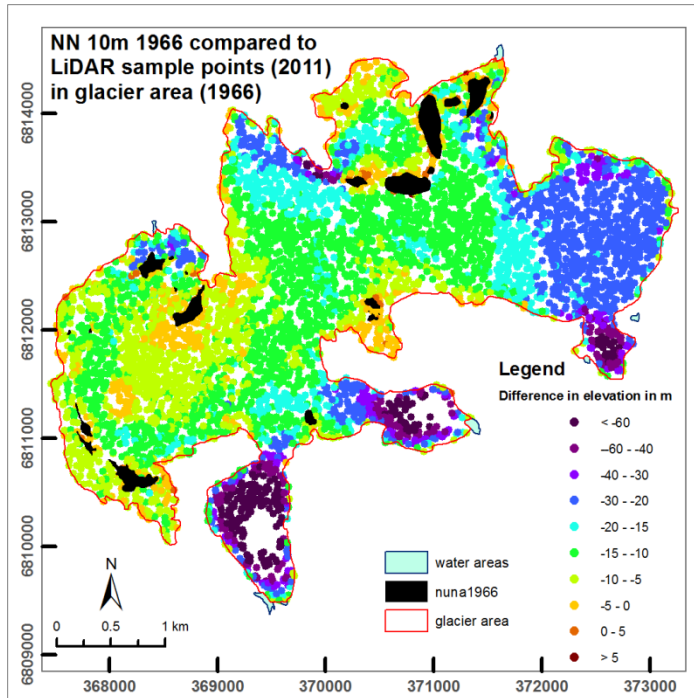 NN 10m 1966 compared to
LiDAR sample points (2011)
in glacier area (1966)
6814000
6813000
6812000
6811000
6810000
6809000
Legend
Difference in elevation in m
< -60
-60 - -40
-40 - -30
-30 - -20
-20 - -15
-15 - -10
-10 - -5
-5 - 0
0 - 5
> 5
water areas
nuna1966
glacier area
N
0 0.5 1 km
368000 369000 370000 371000 372000 373000